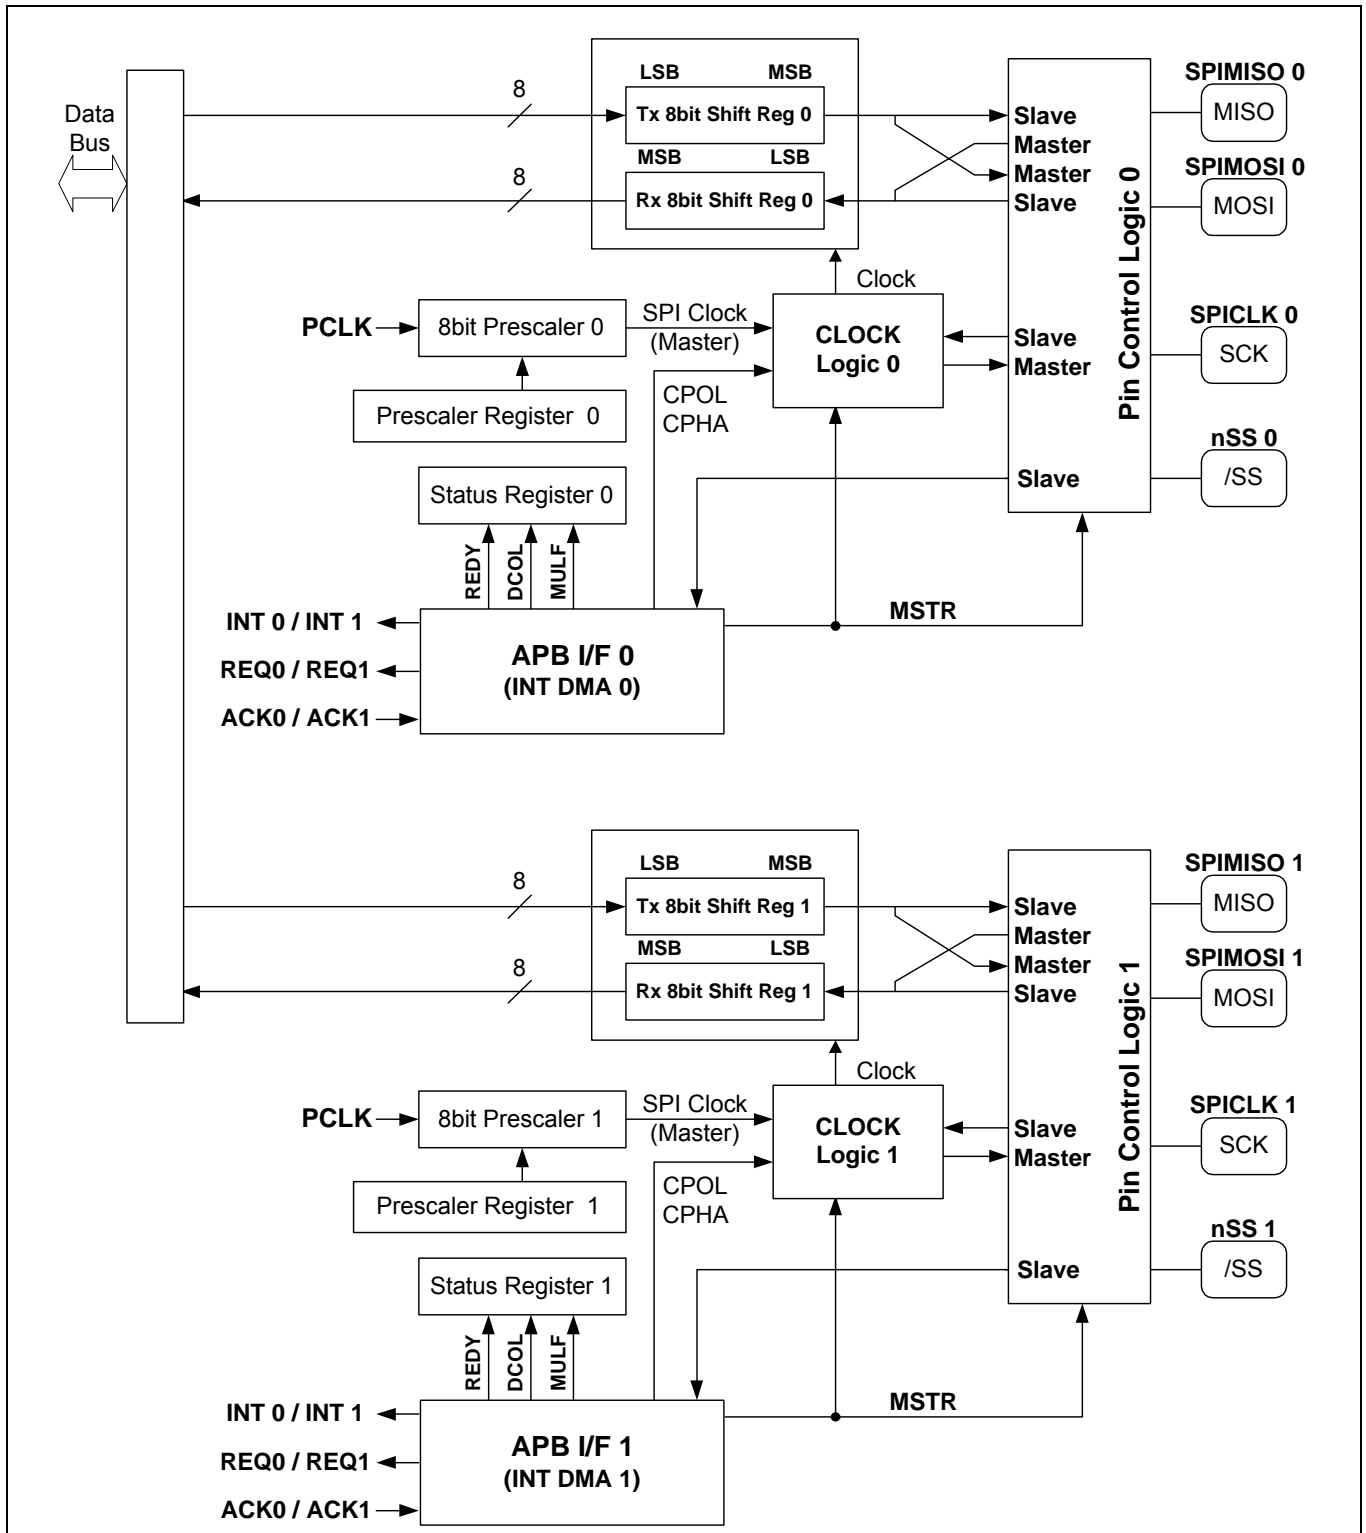 LSB MSB
SPIMISO 0
8
Data
Bus
Tx 8bit Shift Reg 0
Slave
MISO
Master
MSB LSB
SPIMOSI 0
8
Master
Rx 8bit Shift Reg 0
Slave
MOSI
Pin Control Logic 0
Clock
PCLK
8bit Prescaler 0
SPI Clock
(Master)
CLOCK
Logic 0
Slave
Master
SPICLK 0
SCK
Prescaler Register 0
CPOL
CPHA
nSS 0
Status Register 0
Slave
/SS
REDY
DCOL
MULF
INT 0 / INT 1
MSTR
REQ0 / REQ1
APB I/F 0
(INT DMA 0)
ACK0 / ACK1
LSB MSB
SPIMISO 1
8
Tx 8bit Shift Reg 1
Slave
MISO
Master
MSB LSB
SPIMOSI 1
8
Master
Rx 8bit Shift Reg 1
Slave
MOSI
Pin Control Logic 1
Clock
PCLK
8bit Prescaler 1
SPI Clock
(Master)
CLOCK
Logic 1
Slave
Master
SPICLK 1
SCK
Prescaler Register 1
CPOL
CPHA
nSS 1
Status Register 1
Slave
/SS
REDY
DCOL
MULF
INT 0 / INT 1
MSTR
REQ0 / REQ1
APB I/F 1
(INT DMA 1)
ACK0 / ACK1